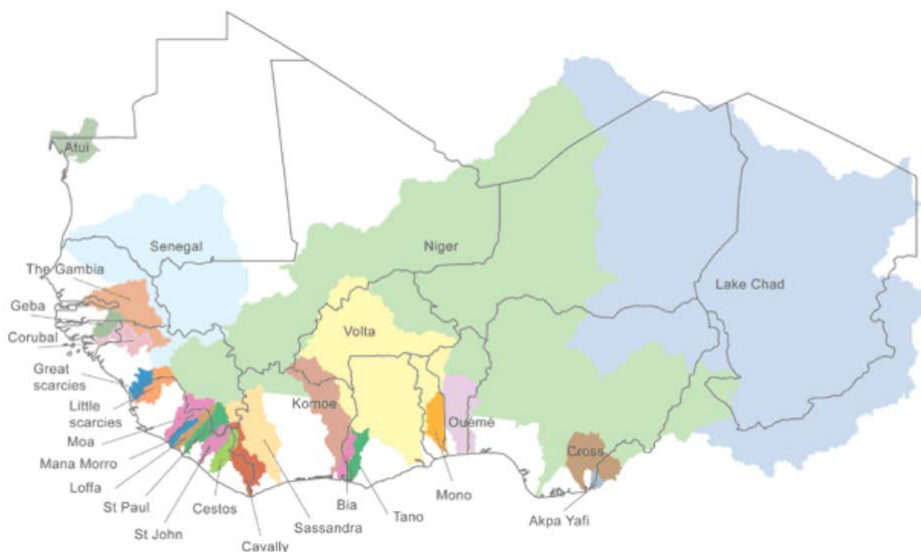 Atui
Senegal
The Gambia
Niger
Lake Chad
Geba
Corubal
Volta
Great
scarcies
Little
scarcies
Komoe
Ouémé
Moa
Mana Morro
Cross
Loffa
St Paul
St John
Cestos
Cavally
Sassandra
Bia
Tano
Mono
Akpa Yafi